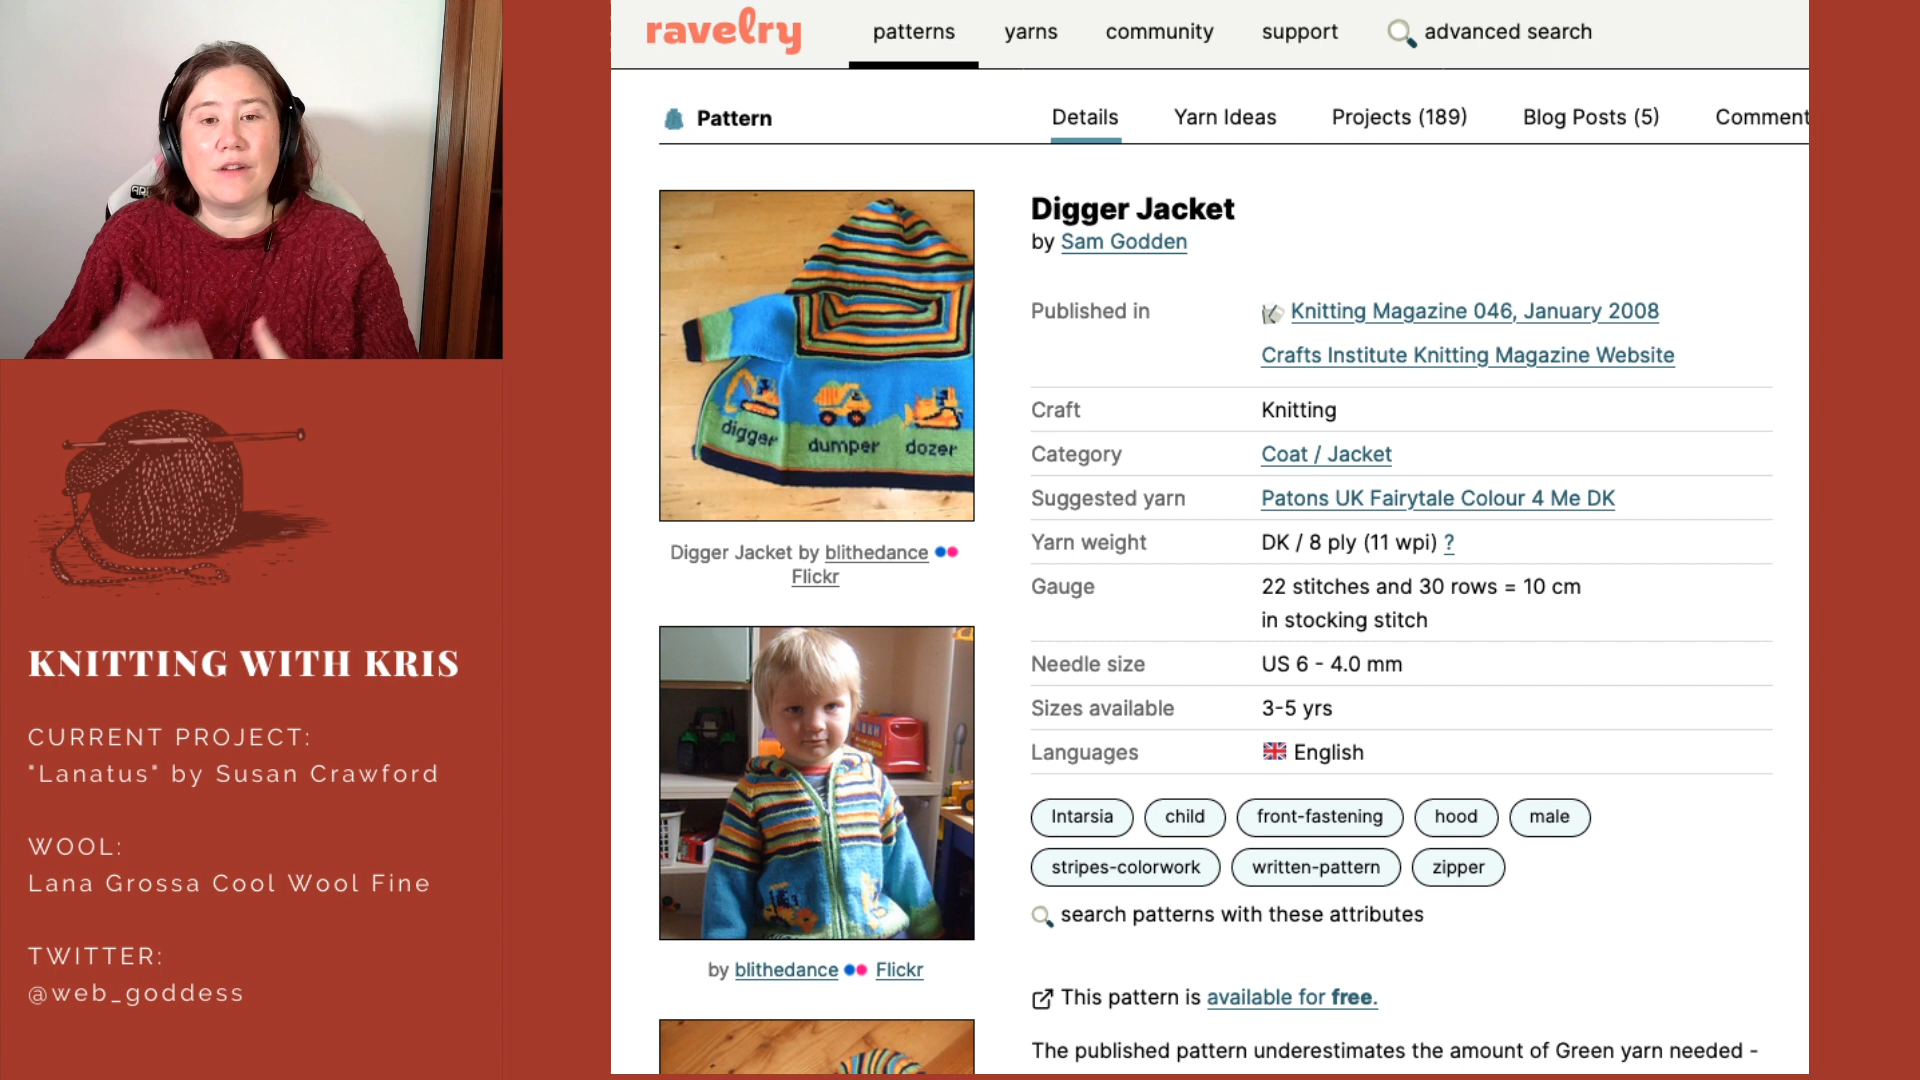 KNITTING WITH KRIS
CURRENT PROJECT:
"Lanatus" by Susan Crawford
WOOL:
Lana Grossa Cool Wool Fine
TWITTER:
@web_goddess
ravelry
patterns
yarns
community
support
advanced search
Pattern
Details
Yarn Ideas
Projects (189)
Blog Posts (5)
Comment
digger
dumper
dozer
Digger Jacket by blithedance
Flickr
by blithedance Flickr
Digger Jacket
by Sam Godden
Published in Knitting Magazine 046, January 2008
Crafts Institute Knitting Magazine Website
Craft Knitting
Category Coat / Jacket
Suggested yarn Patons UK Fairytale Colour 4 Me DK
Yarn weight DK / 8 ply (11 wpi) ?
Gauge 22 stitches and 30 rows = 10 cm
in stocking stitch
Needle size US 6 - 4.0 mm
Sizes available 3-5 yrs
Languages English
Intarsia child front-fastening hood male
stripes-colorwork written-pattern zipper
search patterns with these attributes
This pattern is available for free.
The published pattern underestimates the amount of Green yarn needed -